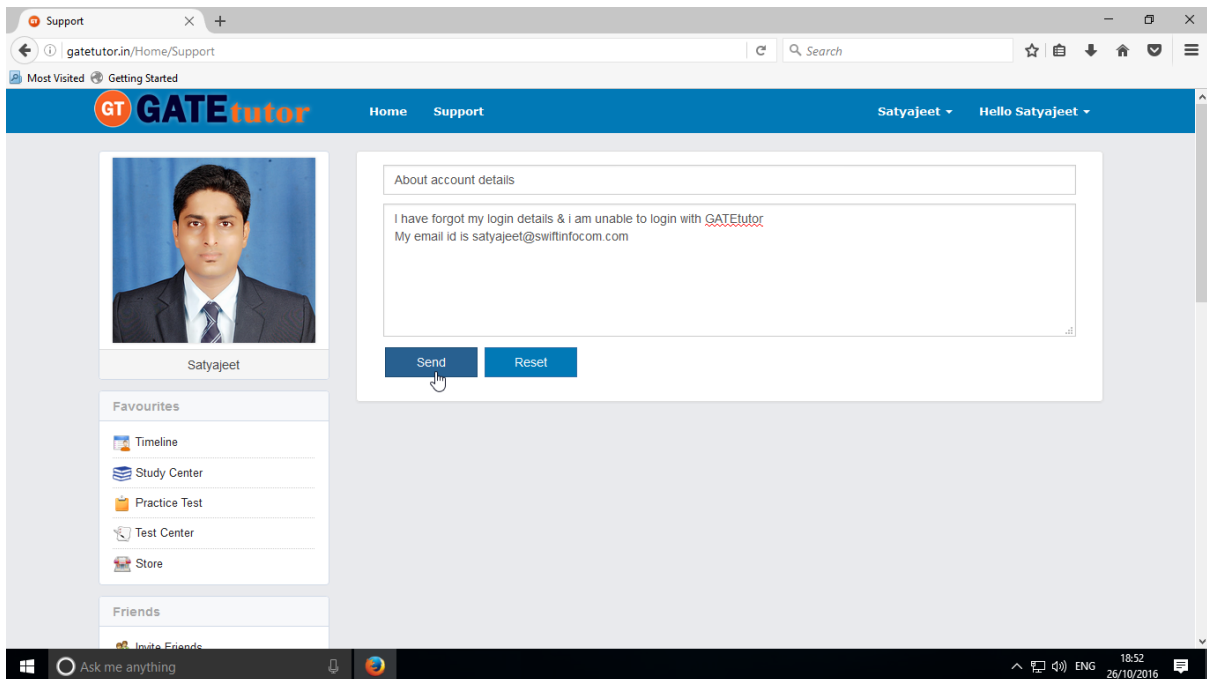 Support
gatetutor.in/Home/Support
Search
Most Visited Getting Started
GT GATEtutor Home Support Satyajeet Hello Satyajeet
About account details
I have forgot my login details & i am unable to login with GATEtutor
My email id is satyajeet@swiftinfocom.com
Send Reset
Satyajeet
Favourites
Timeline
Study Center
Practice Test
Test Center
Store
Friends
Invite Friends
Ask me anything
ENG
18:52
26/10/2016